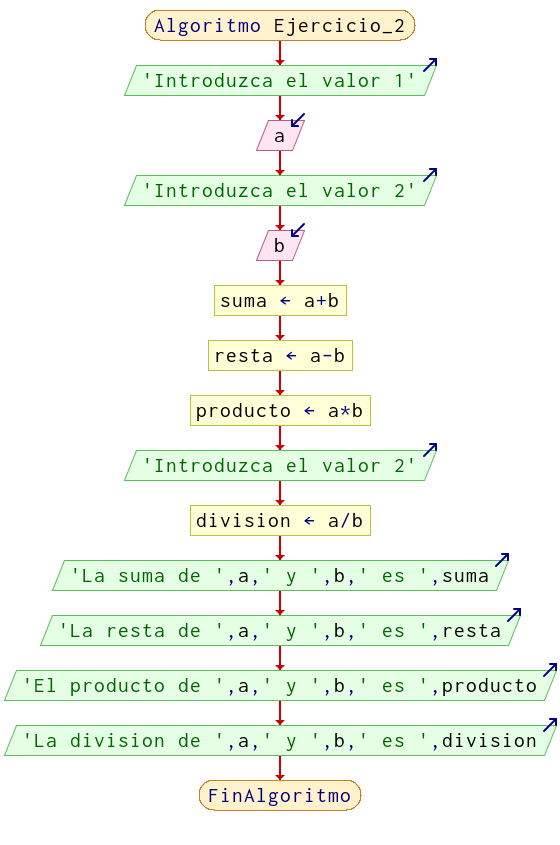 Algoritmo Ejercicio_2
'Introduzca el valor 1'
a
'Introduzca el valor 2'
b
suma ← a+b
resta ← a-b
producto ← a*b
'Introduzca el valor 2'
division ← a/b
'La suma de ',a,' y ',b,' es ',suma
'La resta de ',a,' y ',b,' es ',resta
'El producto de ',a,' y ',b,' es ',producto
'La division de ',a,' y ',b,' es ',division
FinAlgoritmo